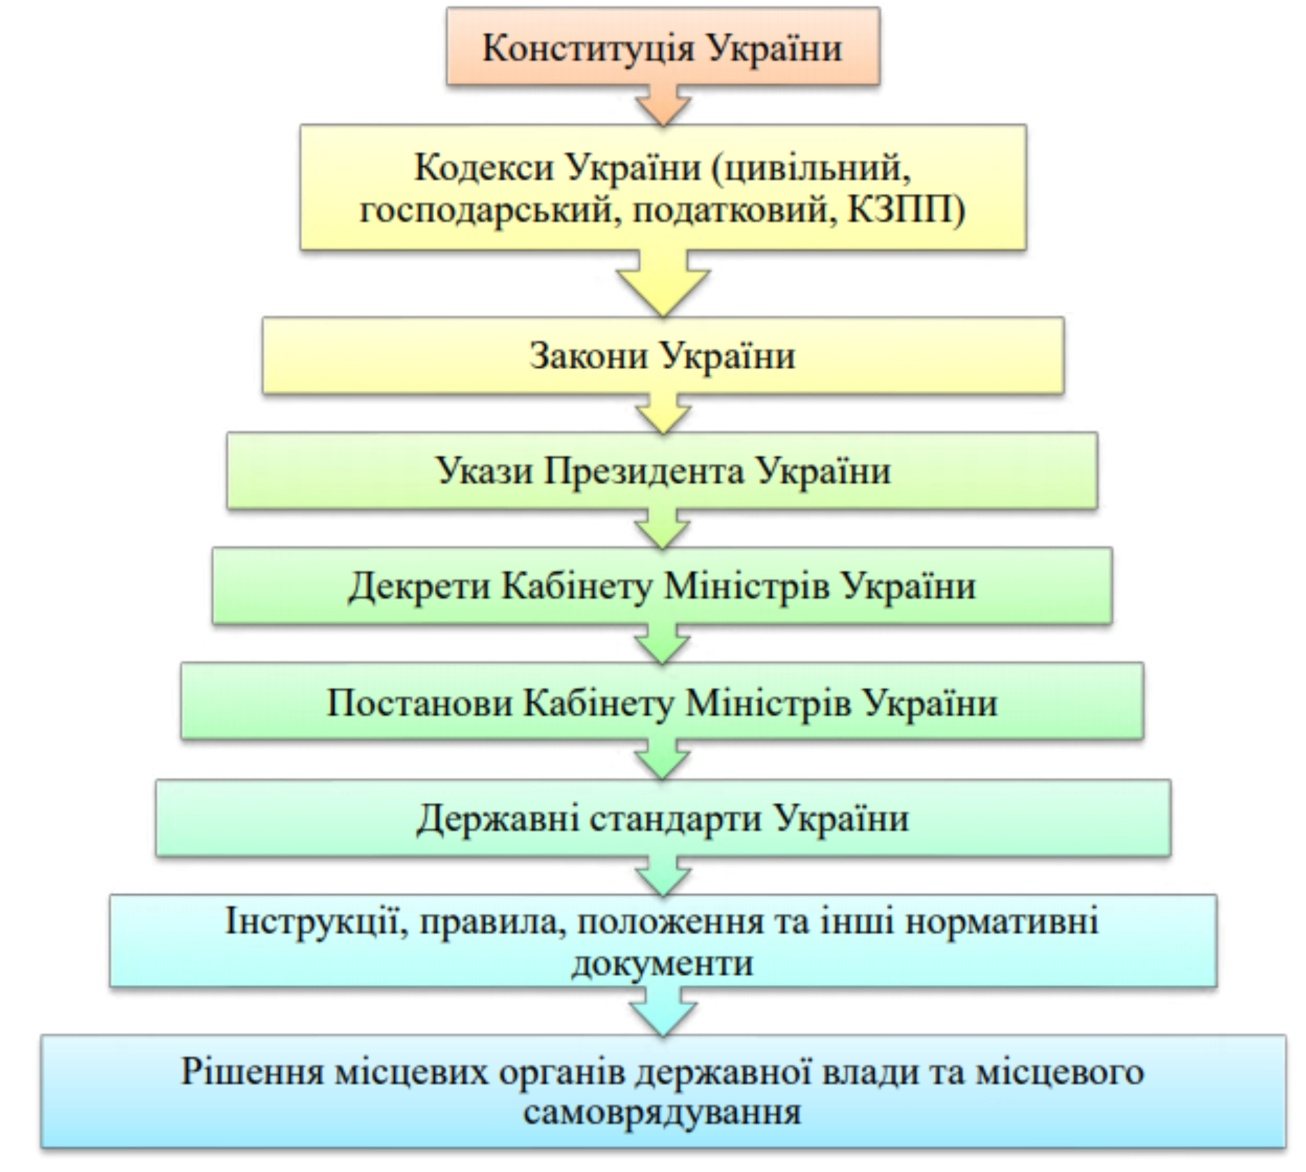 Конституція України
Кодекси України (цивільний,
господарський, податковий, КЗПП)
Закони України
Укази Президента України
Декрети Кабінету Міністрів України
Постанови Кабінету Міністрів України
Державні стандарти України
Інструкції, правила, положення та інші нормативні
документи
Рішення місцевих органів державної влади та місцевого
самоврядування